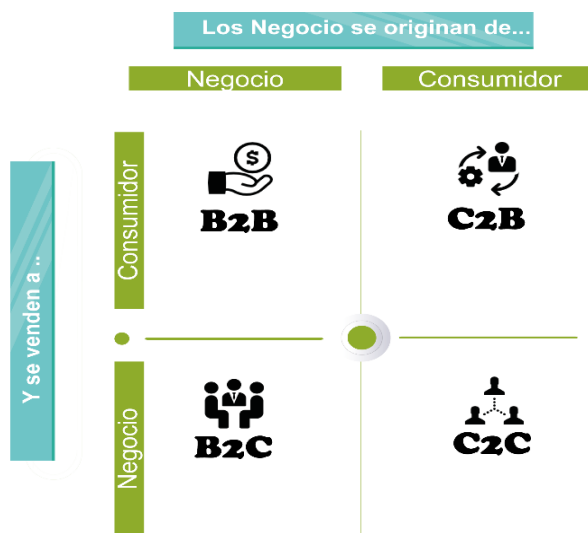 Los Negocio se originan de...
Negocio
Consumidor
Y se venden a ..
Consumidor
$
B2B
C2B
Negocio
B2C
C2C